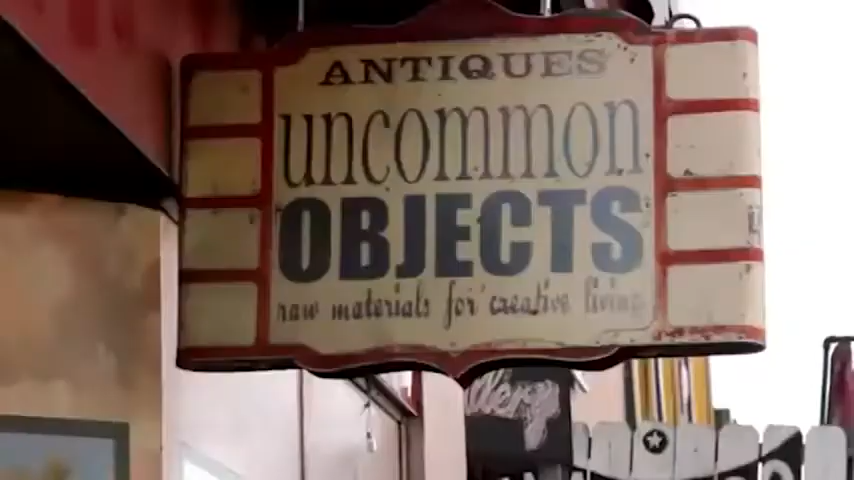 ANTIQUES
uncommon
OBJECTS
raw materials for creative living